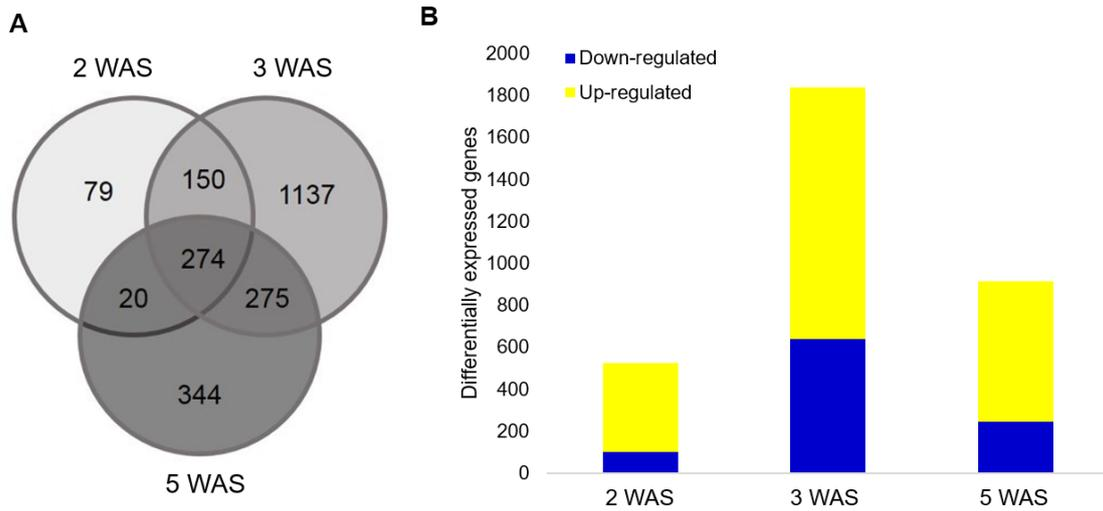 A
2 WAS 3 WAS
79
150
1137
274
20
275
344
5 WAS
B
Differentially expressed genes
2000
1800
1600
1400
1200
1000
800
600
400
200
0
Down-regulated
Up-regulated
2 WAS 3 WAS 5 WAS